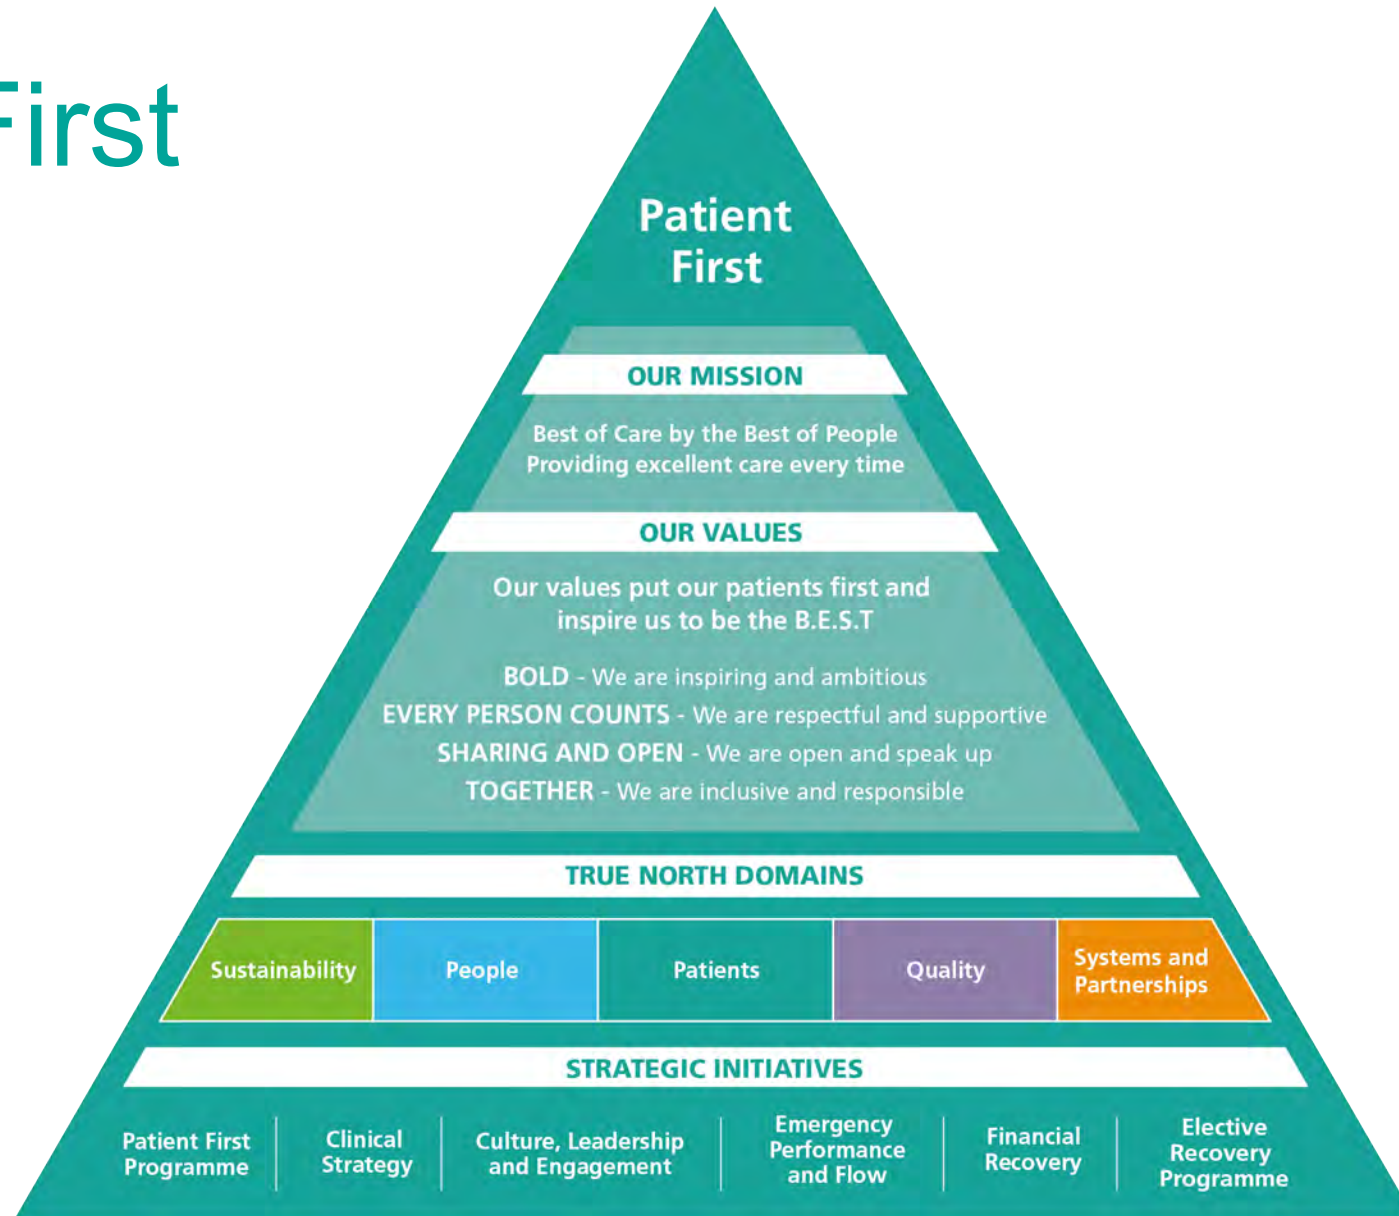 First
Patient
First
OUR MISSION
Best of Care by the Best of People
Providing excellent care every time
OUR VALUES
Our values put our patients first and
inspire us to be the B.E.S.T
BOLD - We are inspiring and ambitious
EVERY PERSON COUNTS - We are respectful and supportive
SHARING AND OPEN - We are open and speak up
TOGETHER - We are inclusive and responsible
TRUE NORTH DOMAINS
Sustainability
People
Patients
Quality
Systems and
Partnerships
STRATEGIC INITIATIVES
Patient First
Programme
Clinical
Strategy
Culture, Leadership
and Engagement
Emergency
Performance
and Flow
Financial
Recovery
Elective
Recovery
Programme